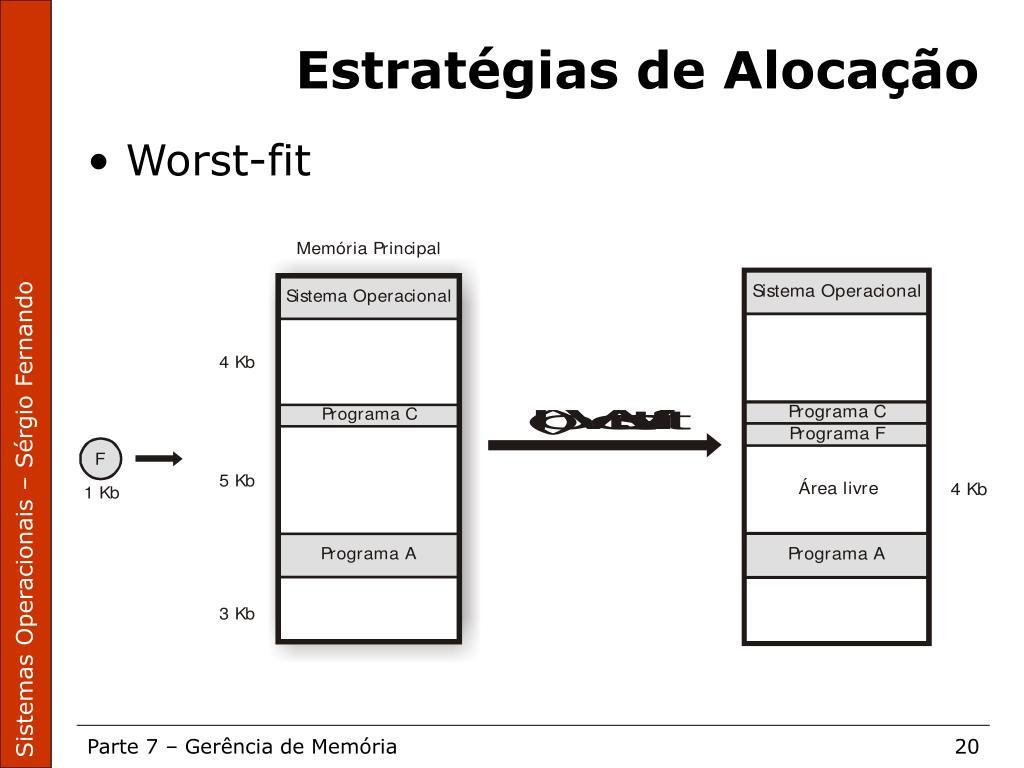 Estratégias de Alocação
• Worst-fit
Memória Principal
Sistema Operacional
4 Kb
Programa C
F
1 Kb
5 Kb
Programa A
3 Kb
Sistema Operacional
Programa C
Programa F
Área livre
4 Kb
Programa A
Sistemas Operacionais – Sérgio Fernando
Parte 7 – Gerência de Memória
20